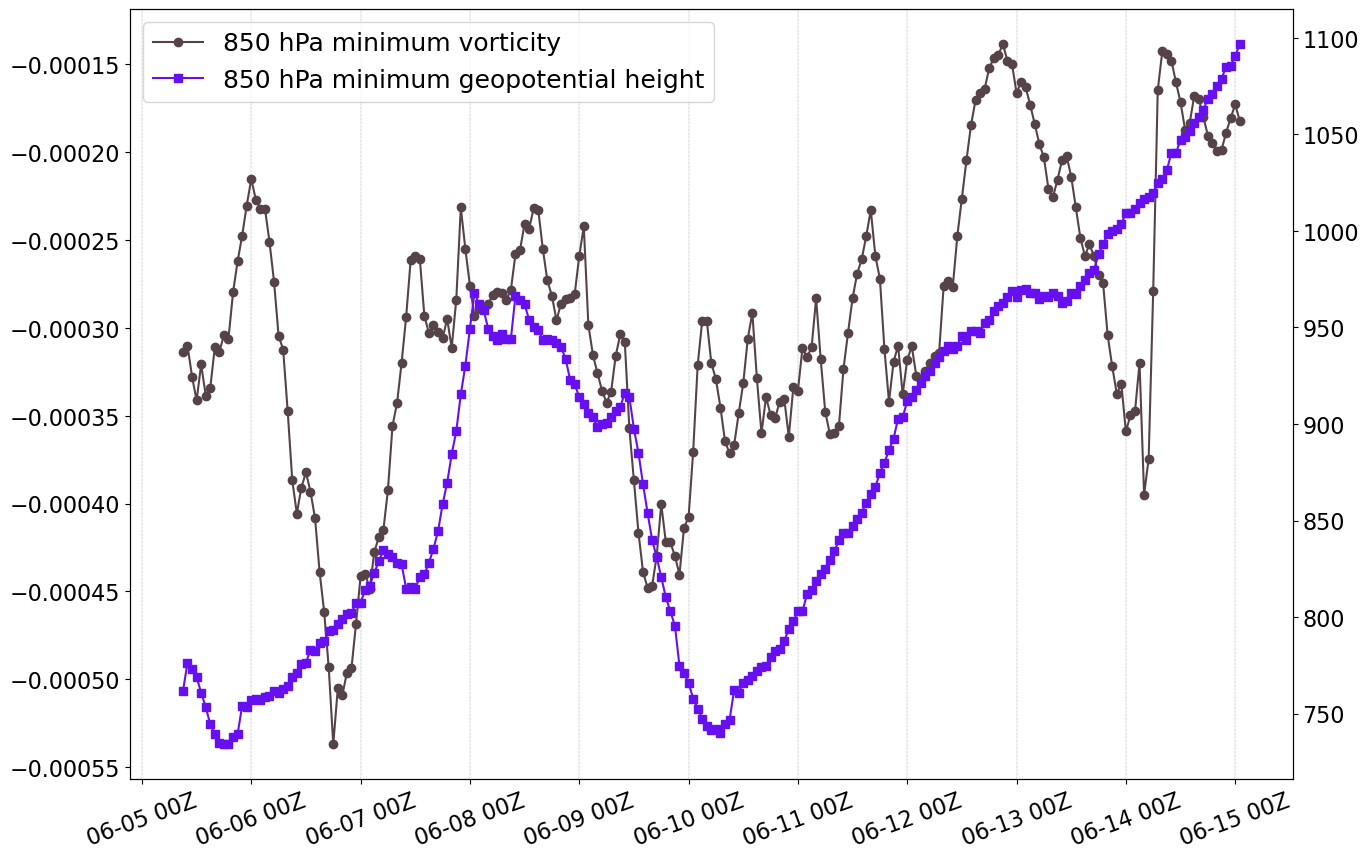 850 hPa minimum vorticity
850 hPa minimum geopotential height
−0.00015
−0.00020
−0.00025
−0.00030
−0.00035
−0.00040
−0.00045
−0.00050
−0.00055
1100
1050
1000
950
900
850
800
750
06-05 00Z
06-06 00Z
06-07 00Z
06-08 00Z
06-09 00Z
06-10 00Z
06-11 00Z
06-12 00Z
06-13 00Z
06-14 00Z
06-15 00Z